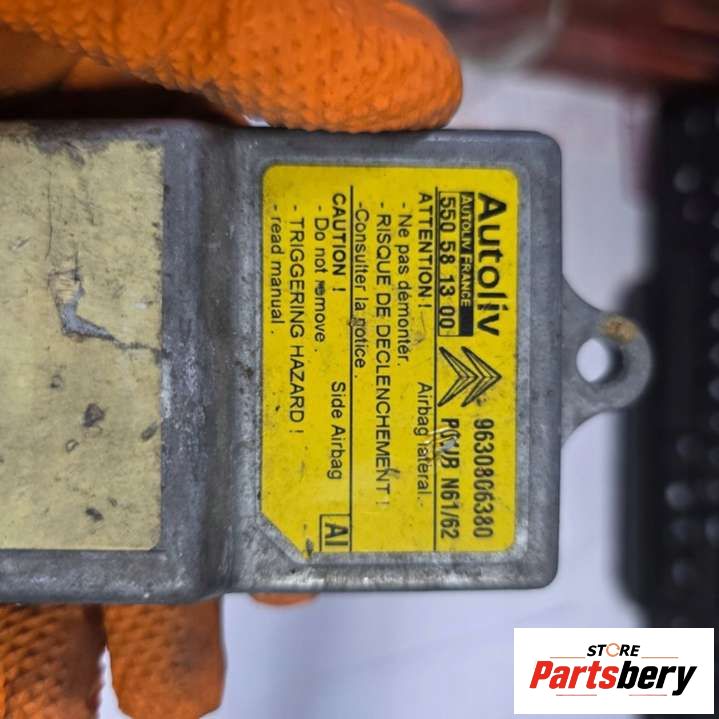 Autoliv
AUTOLIV FRANCE
550 58 13 00
9630806380
N61/62
ATTENTION ! Airbag latéral.
- Ne pas démonter.
- RISQUE DE DECLENCHEMENT !
-Consulter la notice .
CAUTION ! Side Airbag
- Do not remove .
- TRIGGERING HAZARD !
- read manual .
AI
STORE
Partsbery